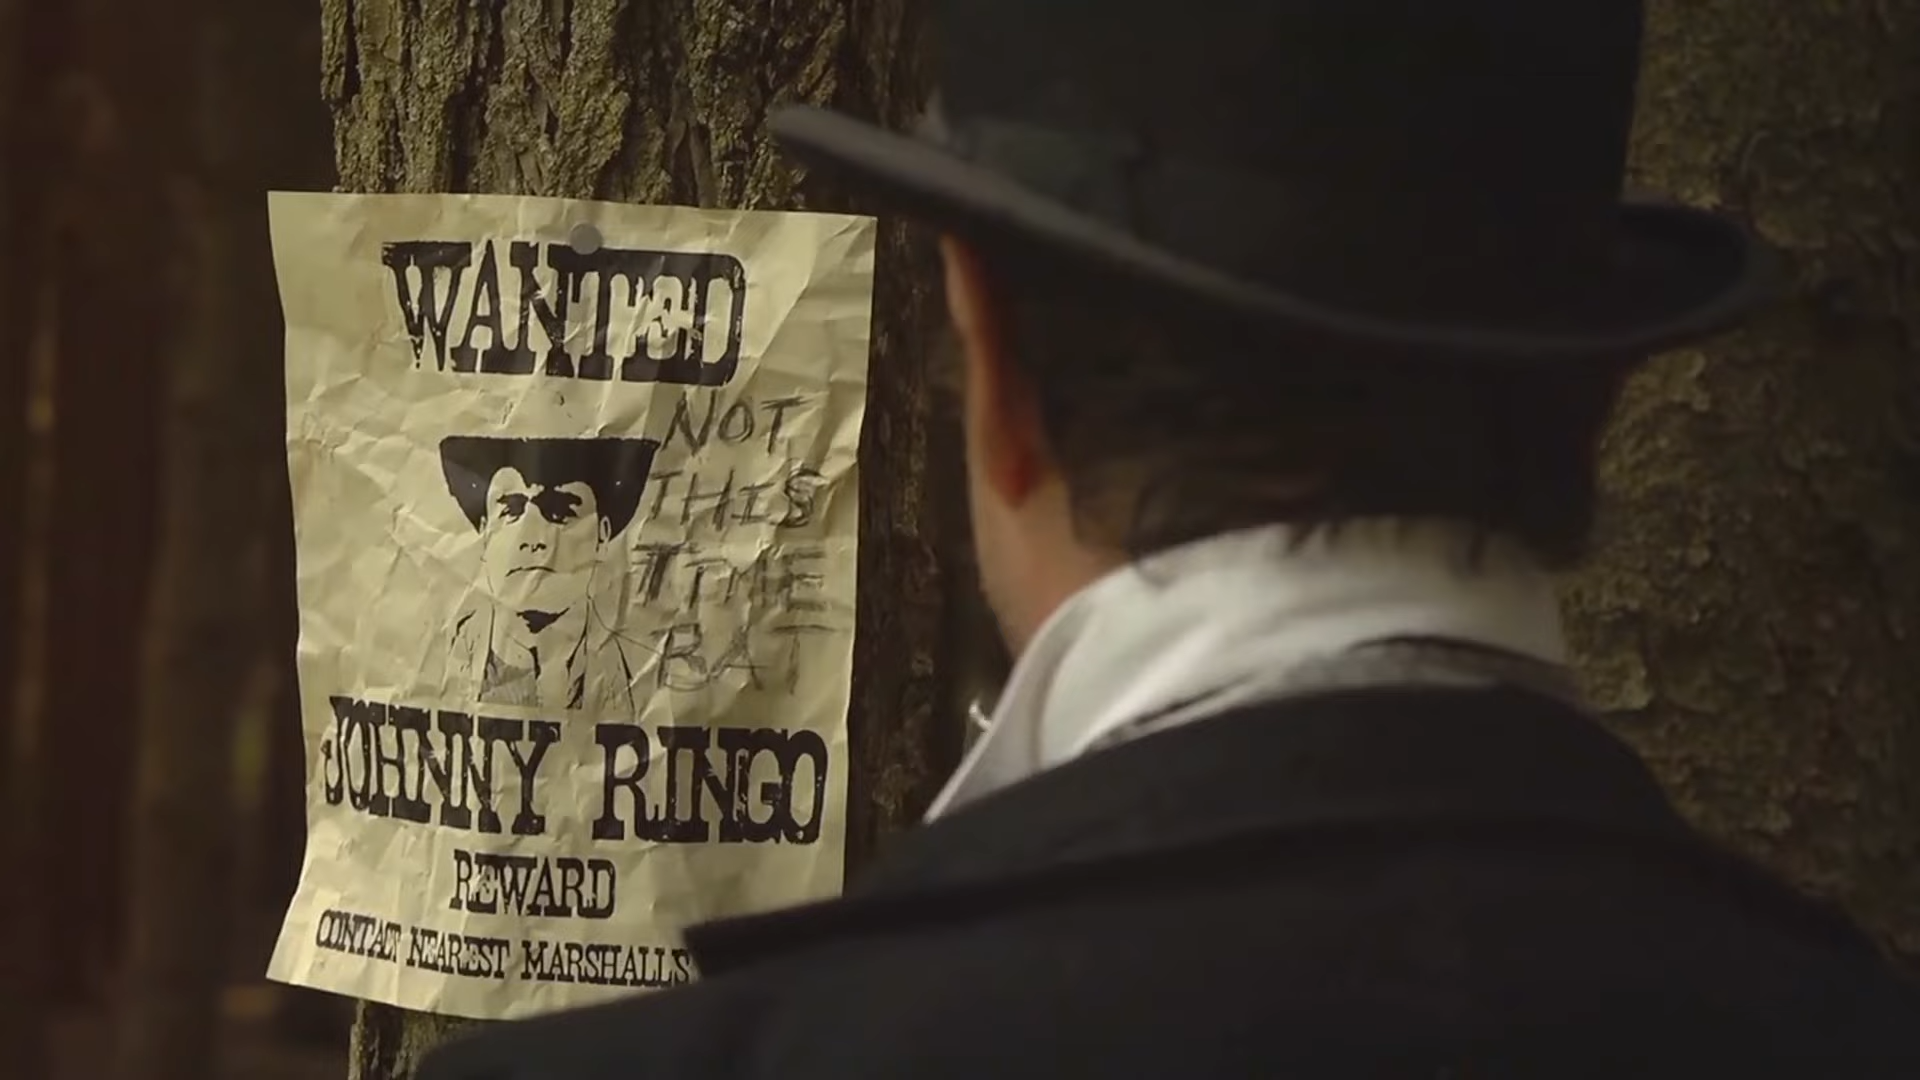 WANTED
NOT
THIS
TIME
BAT
JOHNNY RINGO
REWARD
CONTACT NEAREST MARSHALLS